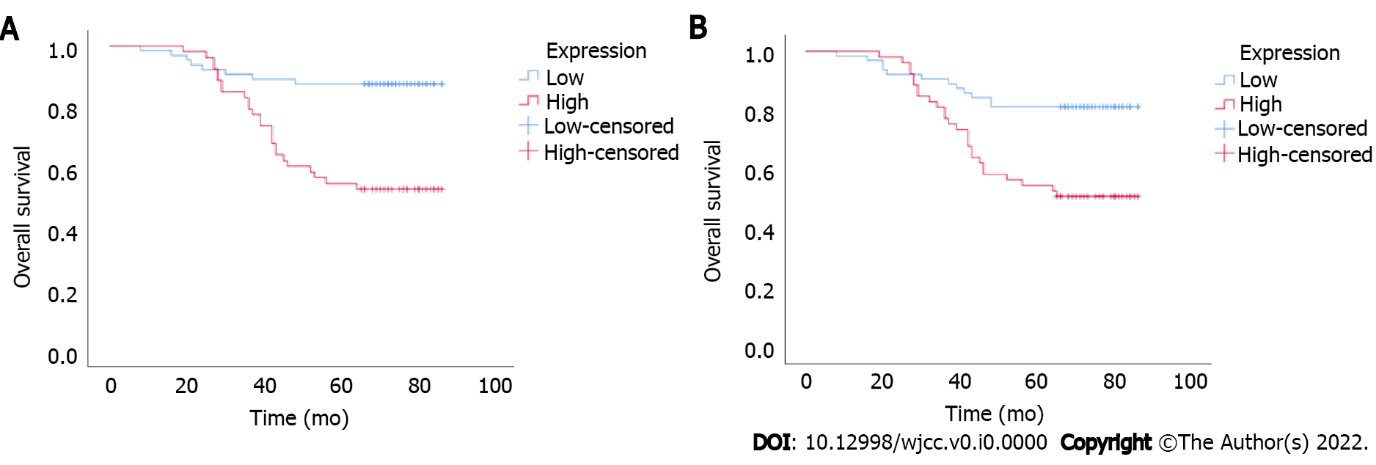 A
Expression
Low
High
Low-censored
High-censored
Overall survival
1.0
0.8
0.6
0.4
0.2
0.0
0 20 40 60 80 100
Time (mo)
B
Expression
Low
High
Low-censored
High-censored
Overall survival
1.0
0.8
0.6
0.4
0.2
0.0
0 20 40 60 80 100
Time (mo)
DOI: 10.12998/wjcc.v0.i0.0000 Copyright ©The Author(s) 2022.